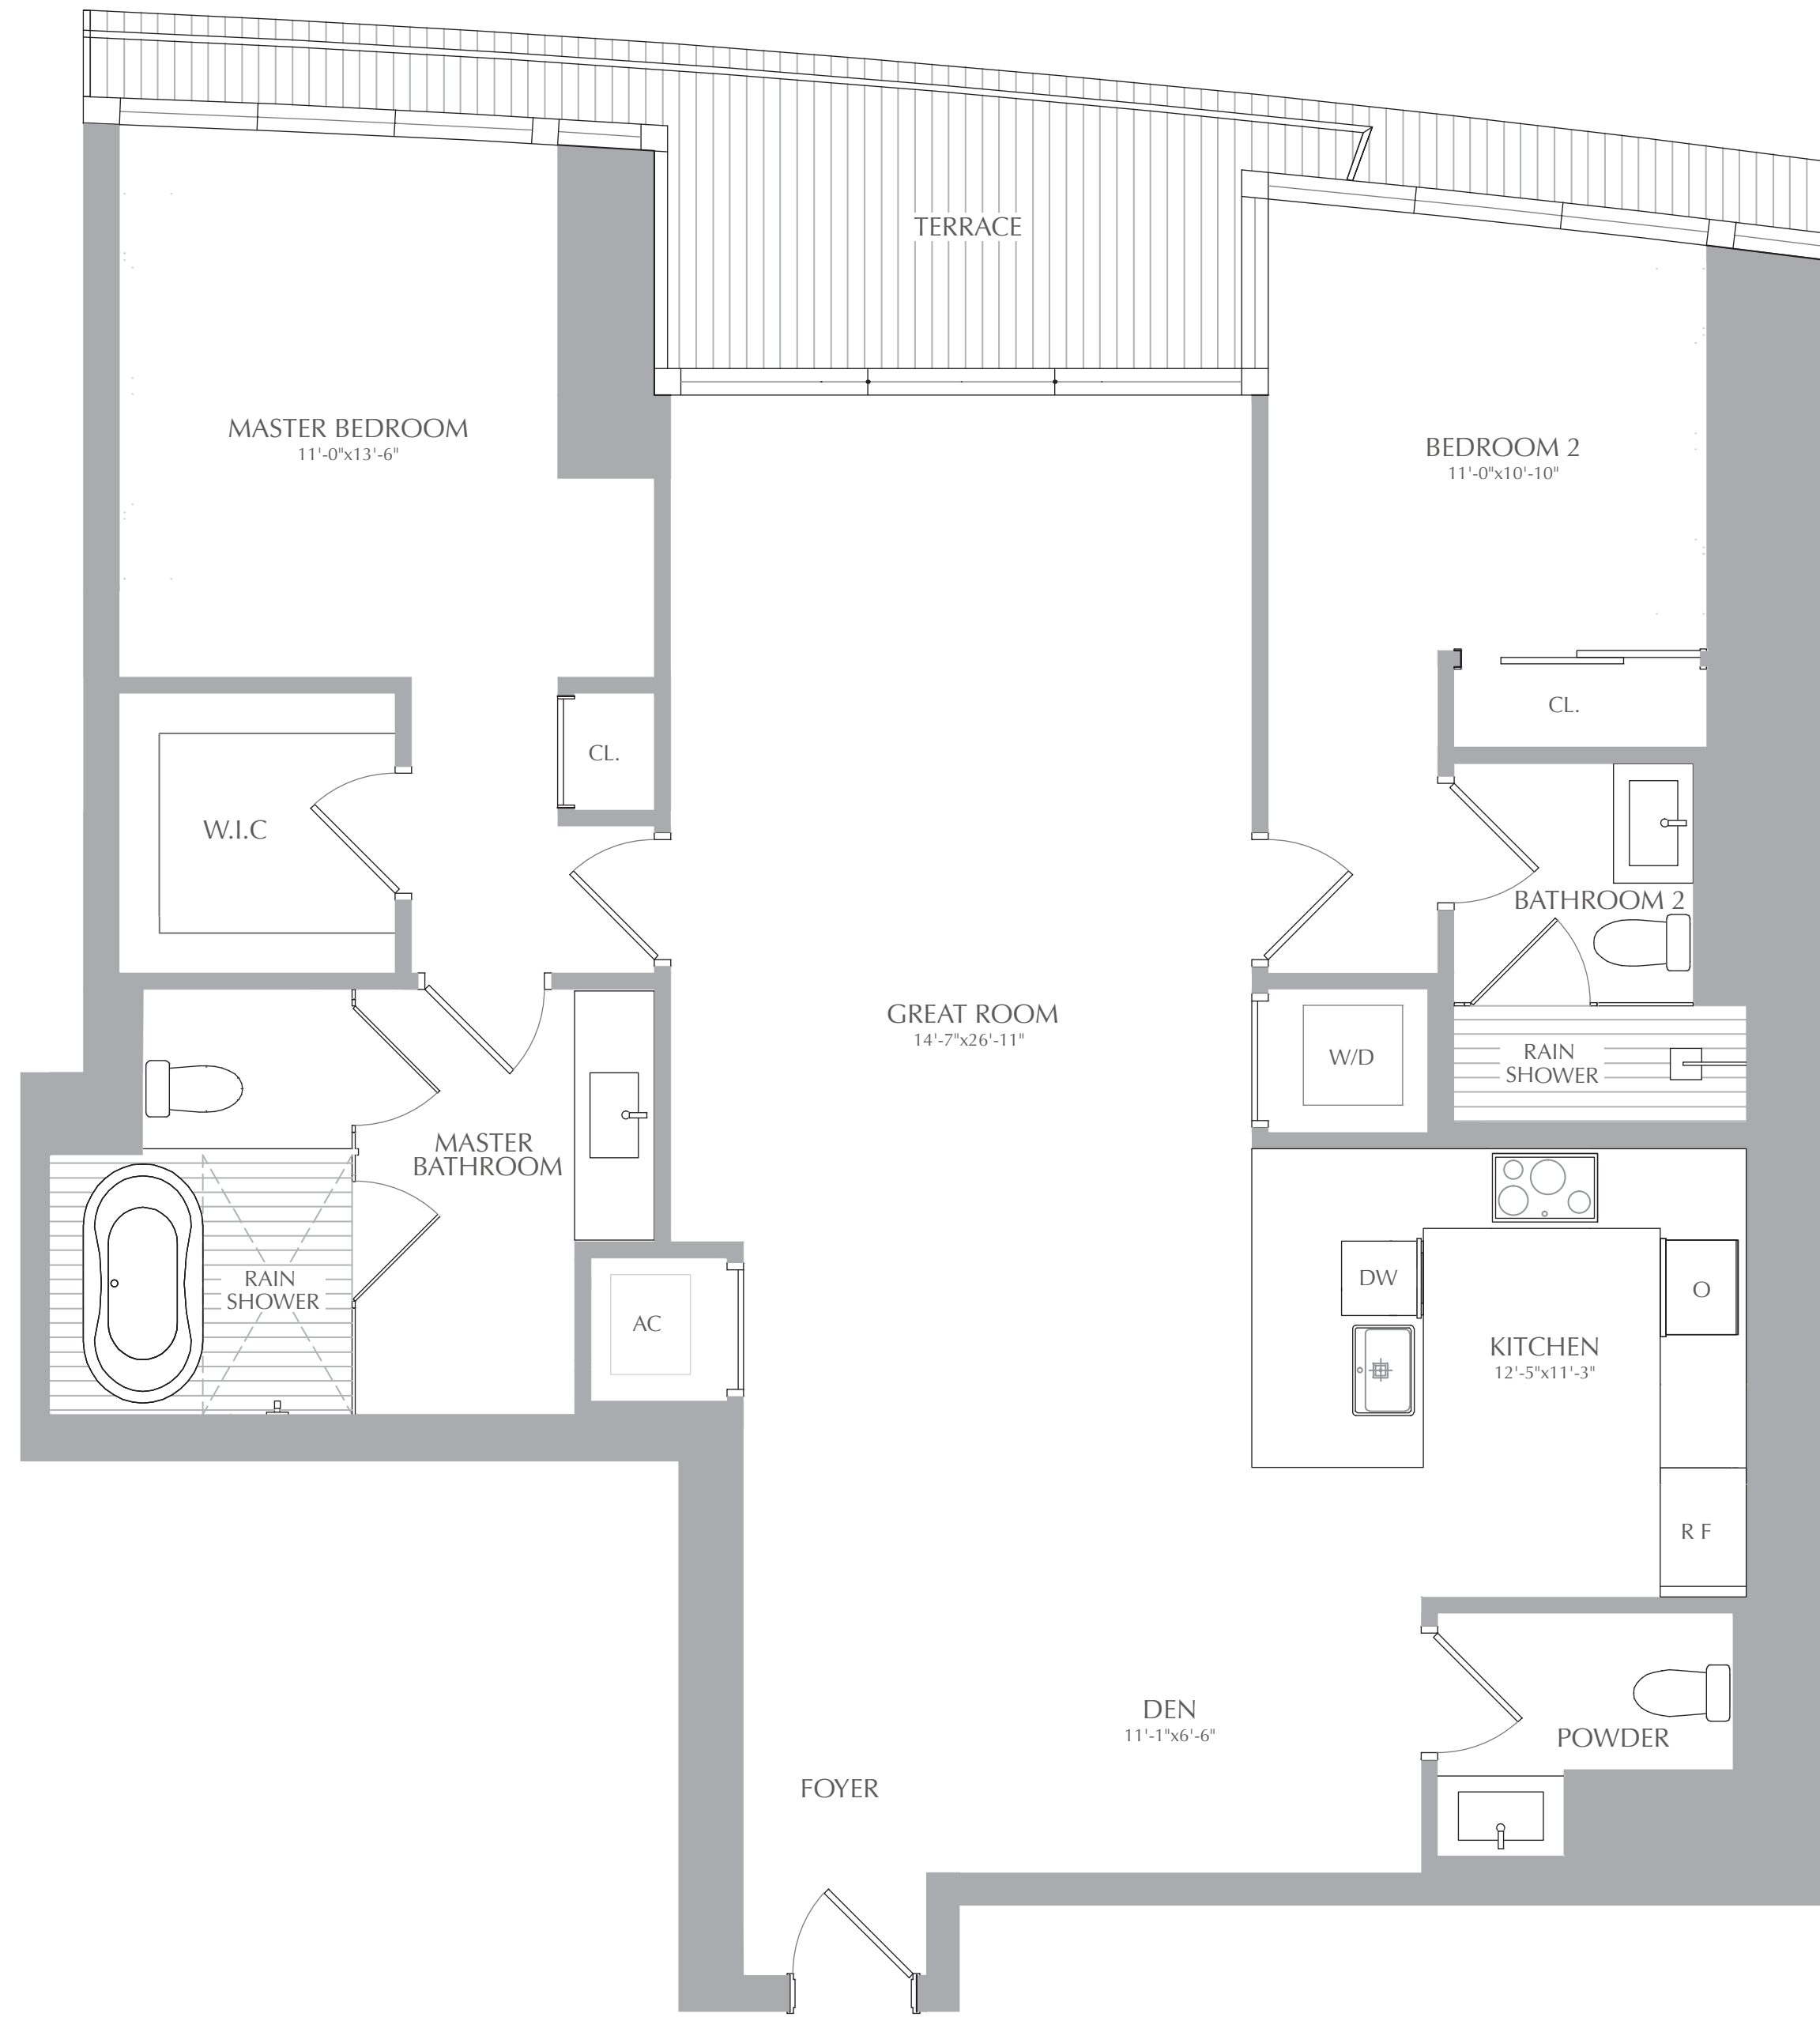 TERRACE
MASTER BEDROOM
11'-0"x13'-6"
BEDROOM 2
11'-0"x10'-10"
CL.
CL.
W.I.C
BATHROOM 2
GREAT ROOM
14'-7"x26'-11"
W/D
RAIN
SHOWER
MASTER
BATHROOM
RAIN
SHOWER
AC
DW
O
KITCHEN
12'-5"x11'-3"
R F
DEN
11'-1"x6'-6"
POWDER
FOYER